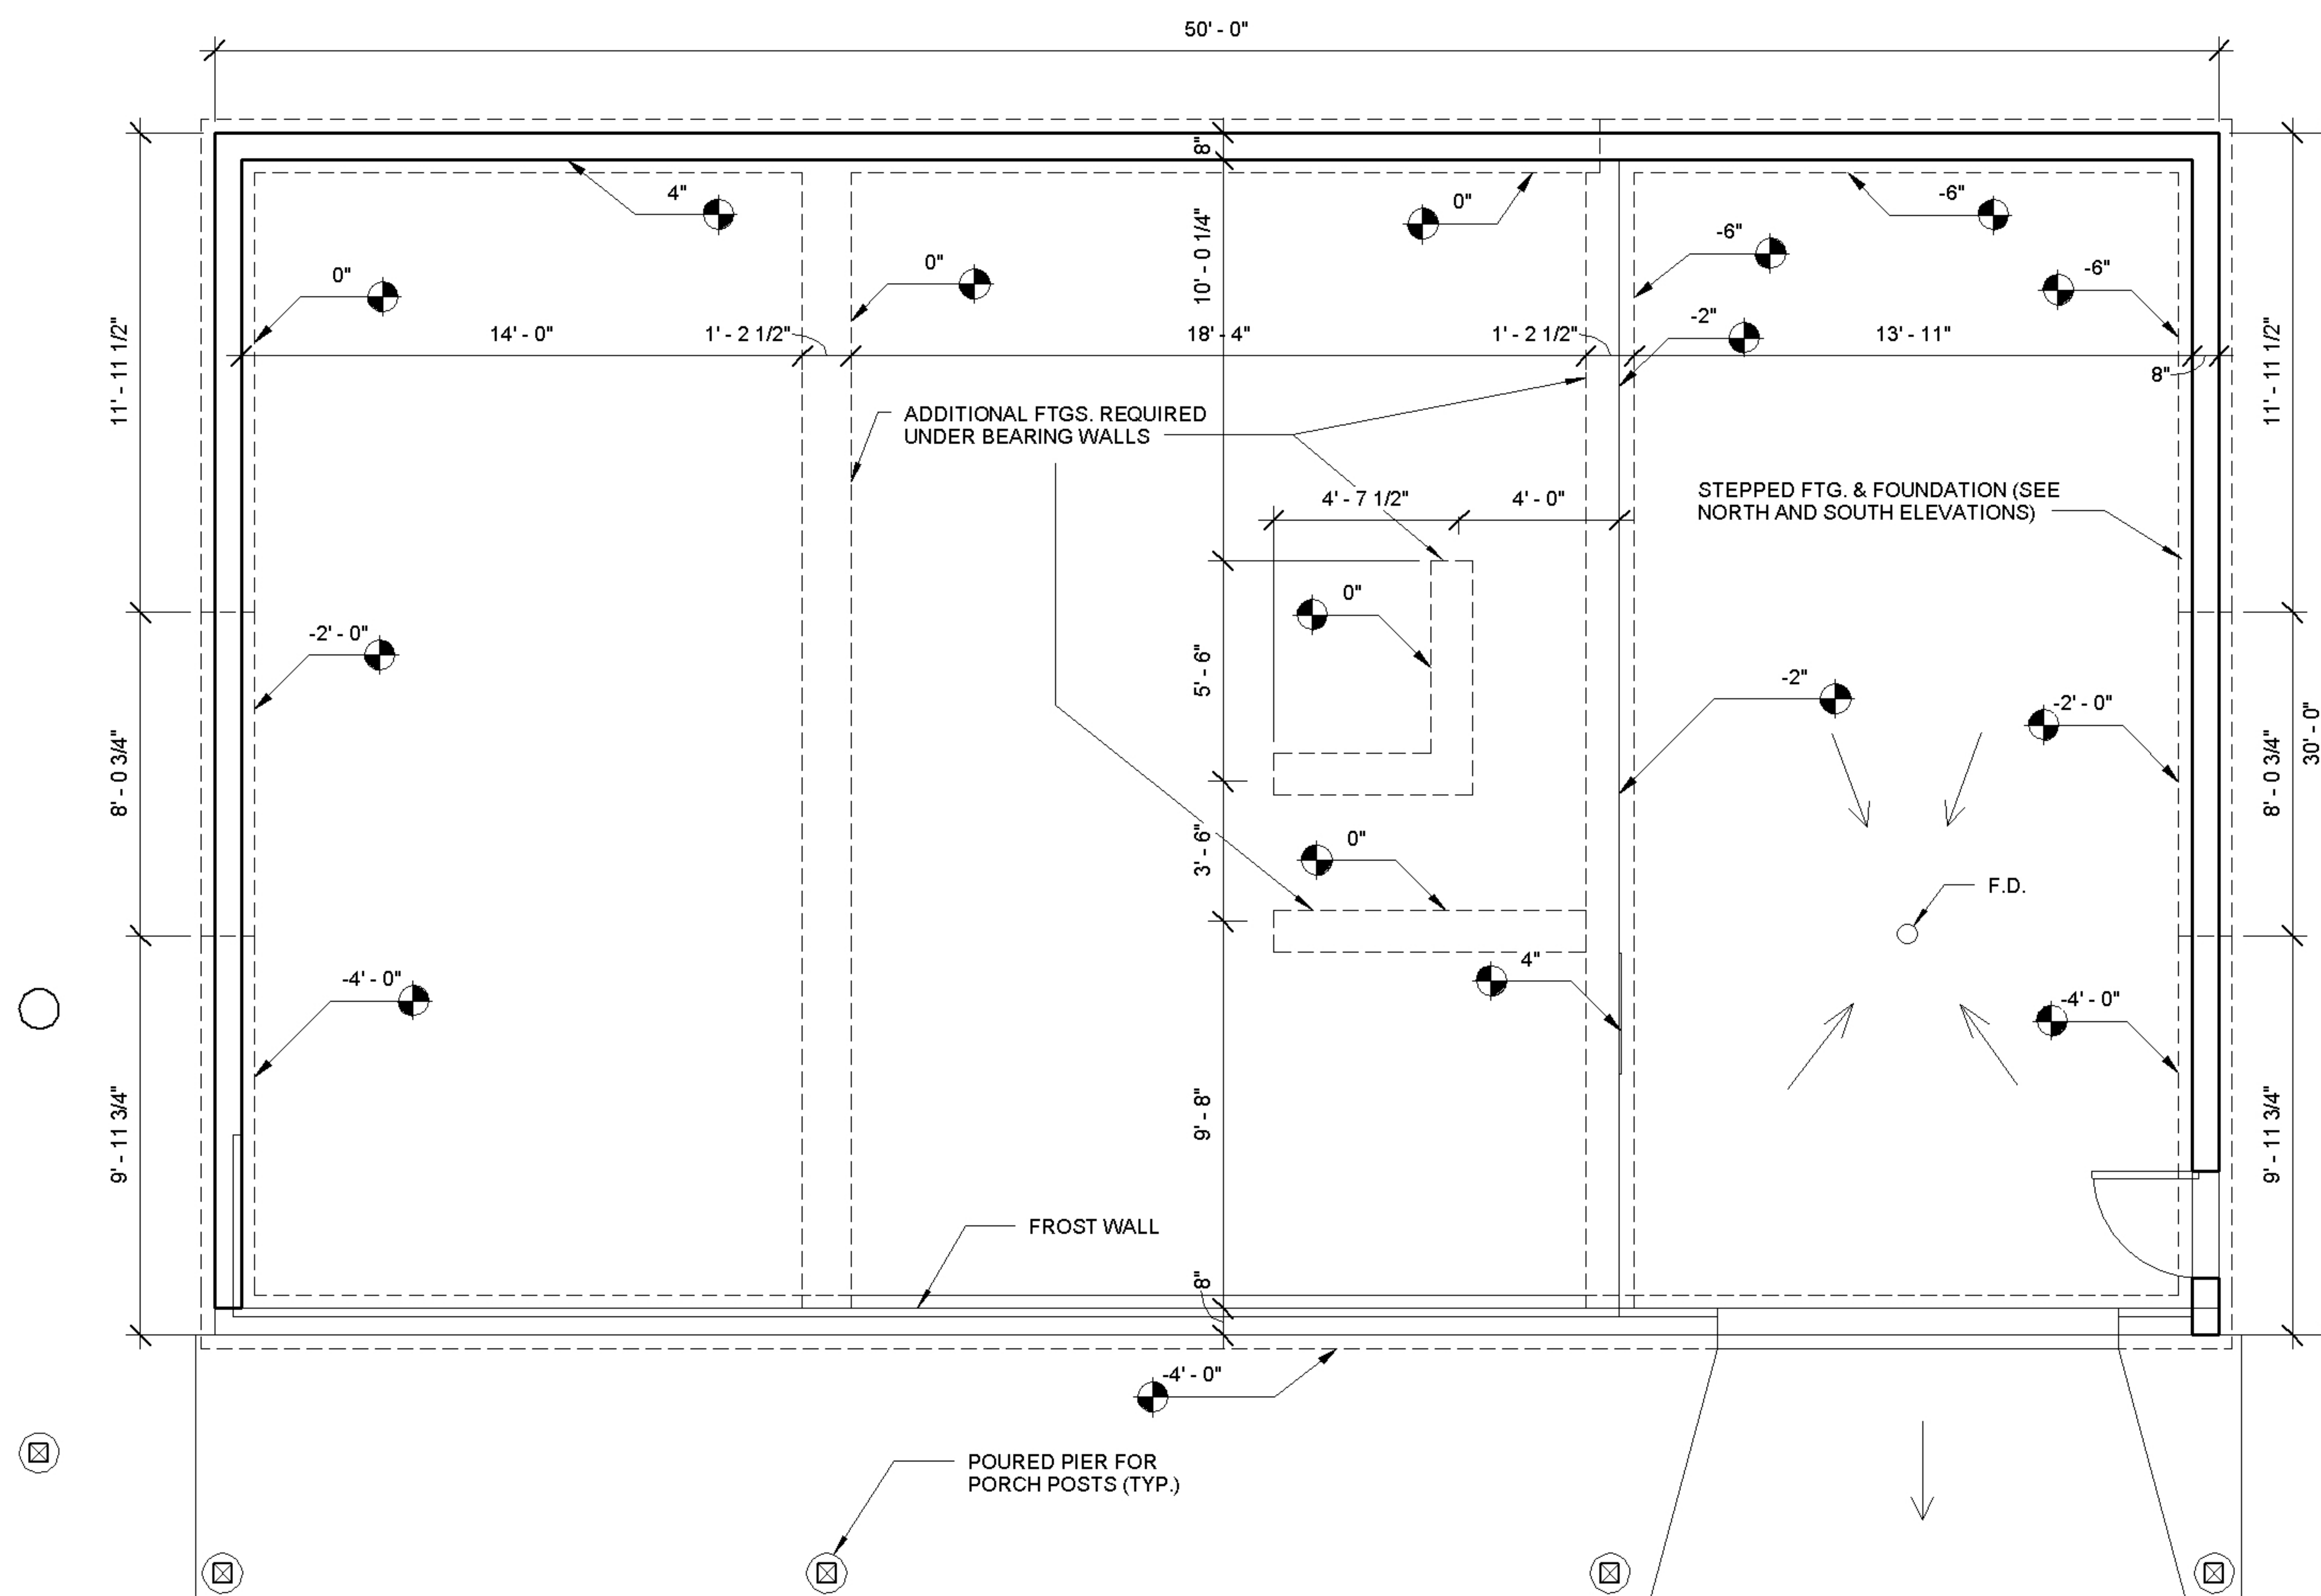 50' - 0"
8"
4"
0"
-6"
-6"
0"
0"
10' - 0 1/4"
-6"
-2"
11' - 11 1/2"
14' - 0"
1' - 2 1/2"
18' - 4"
1' - 2 1/2"
13' - 11"
8"
11' - 11 1/2"
ADDITIONAL FTGS. REQUIRED
UNDER BEARING WALLS
4' - 7 1/2"
4' - 0"
STEPPED FTG. & FOUNDATION (SEE
NORTH AND SOUTH ELEVATIONS)
0"
-2' - 0"
5' - 6"
-2"
-2' - 0"
30' - 0"
8' - 0 3/4"
8' - 0 3/4"
3' - 6"
0"
F.D.
4"
-4' - 0"
-4' - 0"
9' - 11 3/4"
9' - 8"
9' - 11 3/4"
FROST WALL
8"
-4' - 0"
POURED PIER FOR
PORCH POSTS (TYP.)